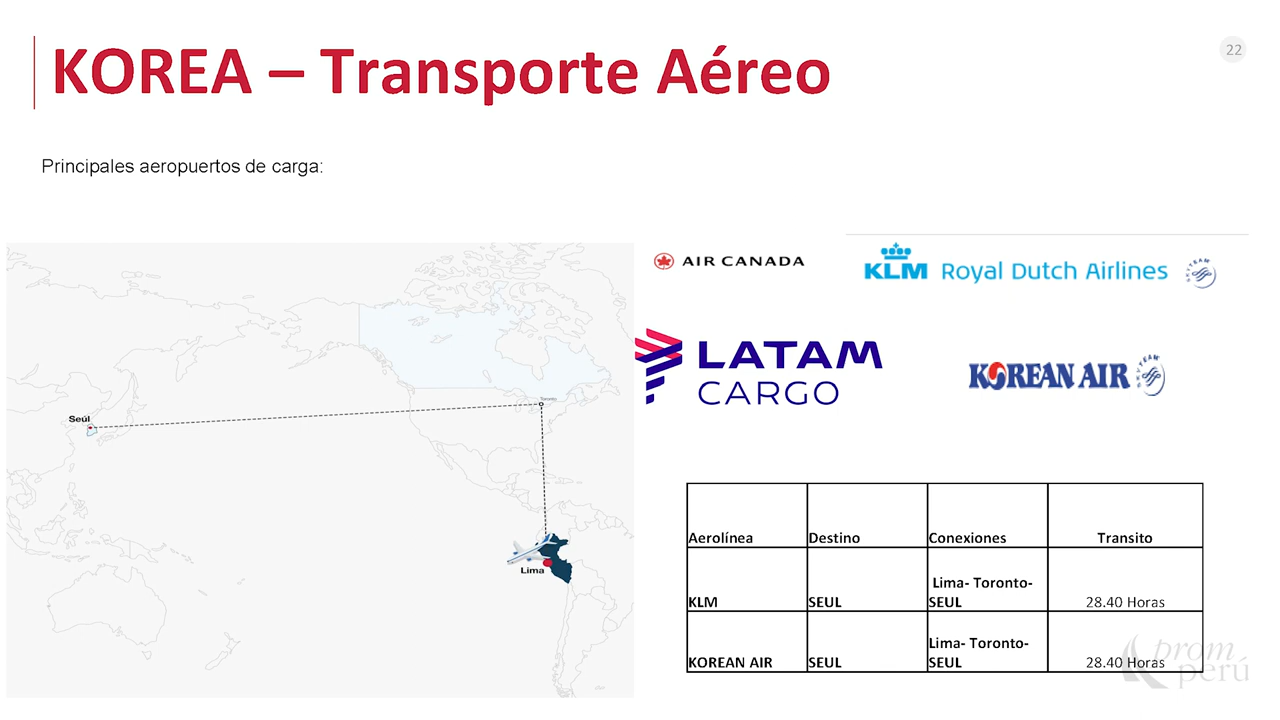 KOREA – Transporte Aéreo
22
Principales aeropuertos de carga:
AIR CANADA
KLM Royal Dutch Airlines
SKYTEAM
LATAM
CARGO
KOREAN AIR
SKYTEAM
Toronto
Seúl
Lima
Aerolínea Destino Conexiones Transito
KLM SEUL Lima- Toronto-
SEUL 28.40 Horas
KOREAN AIR SEUL Lima- Toronto-
SEUL 28.40 Horas
prom
perú